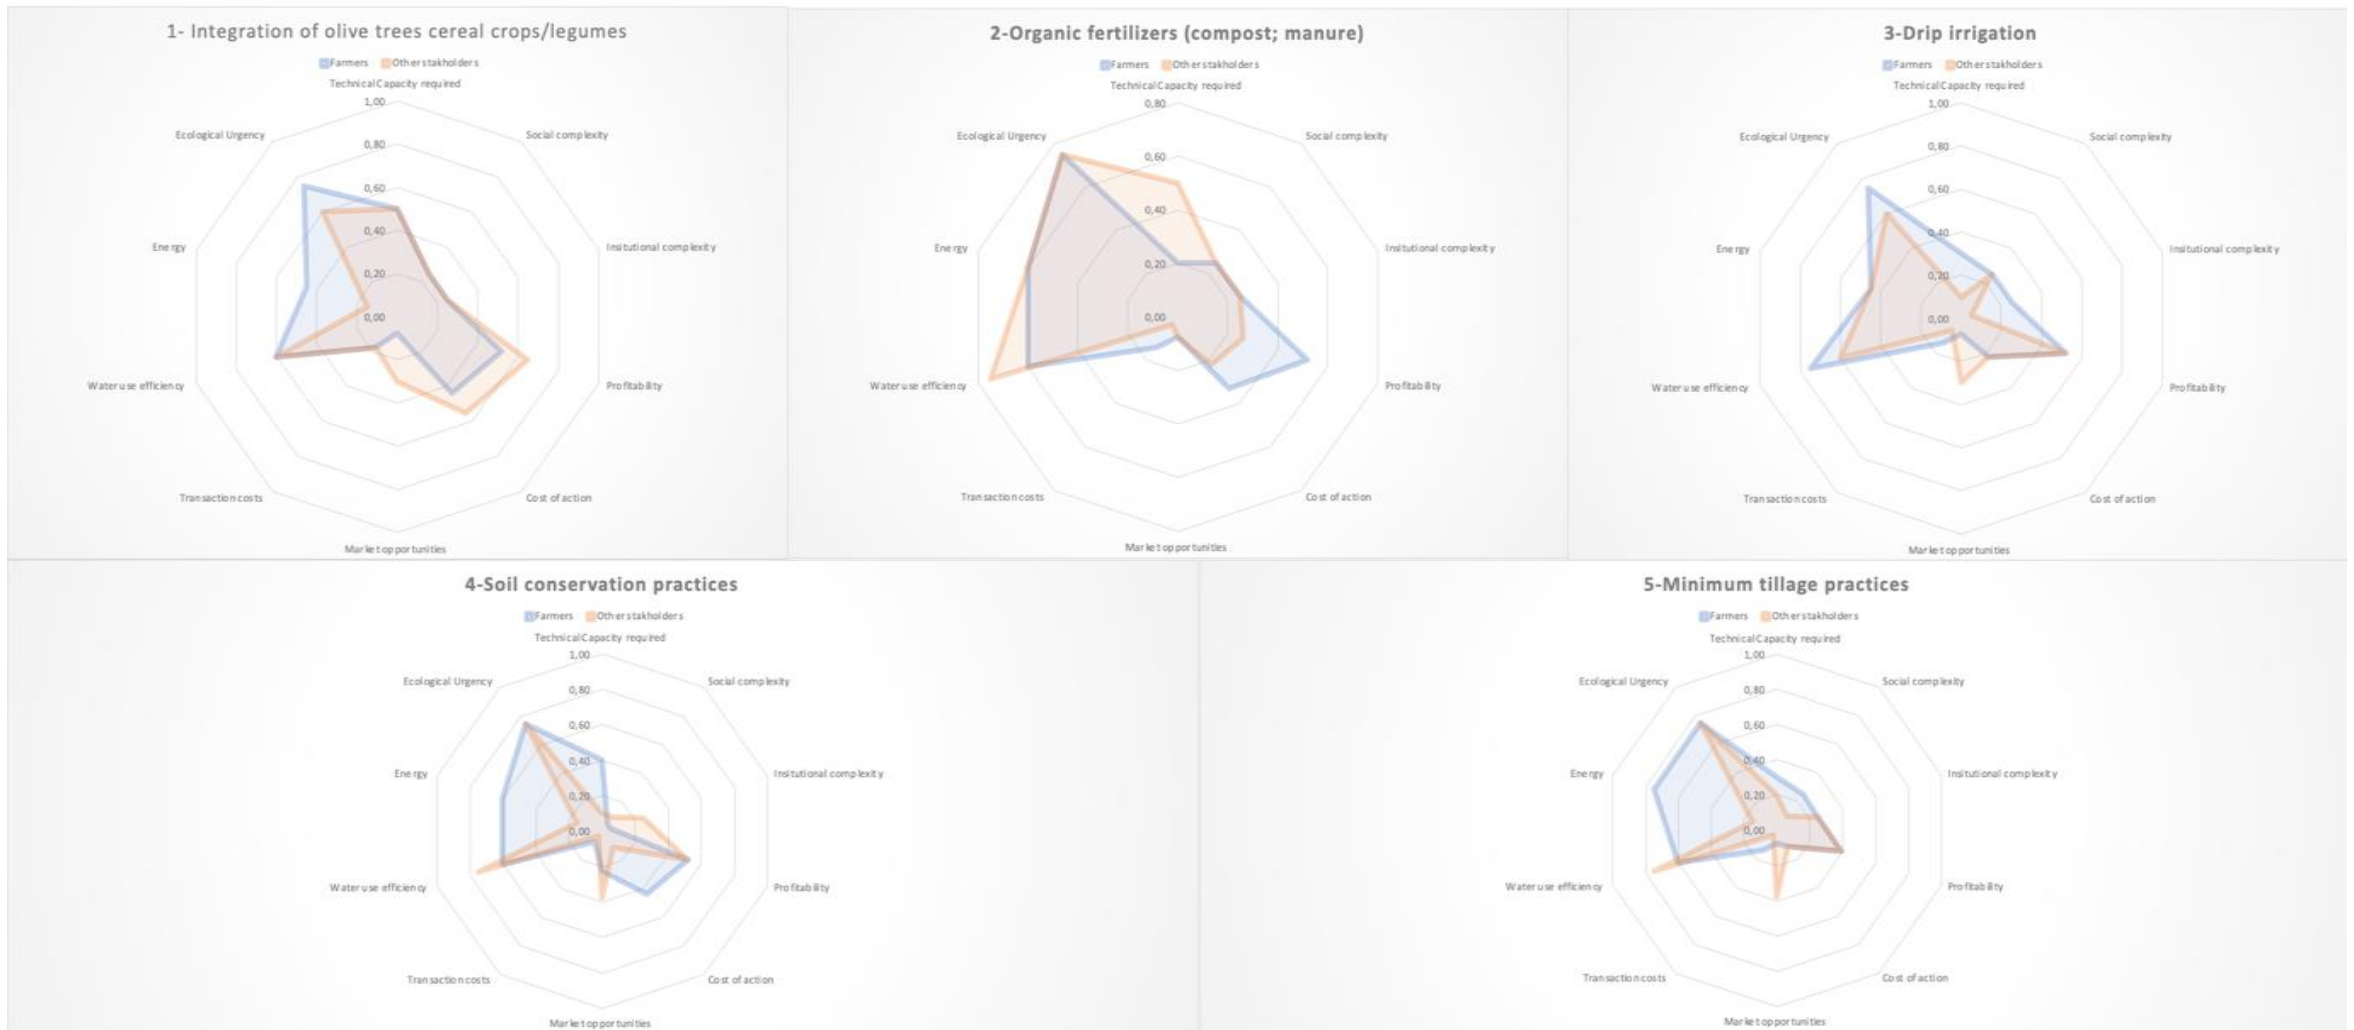 1- Integration of olive trees cereal crops/legumes
Farmers Other stakholders
Technical Capacity required
1,00
Ecological Urgency Social complexity
0,80
0,60
Energy 0,40 Insitutional complexity
0,20
0,00
Water use efficiency Profitability
Transaction costs Cost of action
Market opportunities
2-Organic fertilizers (compost; manure)
Farmers Other stakholders
Technical Capacity required
0,80
Ecological Urgency Social complexity
0,60
0,40
Energy Insitutional complexity
0,20
0,00
Water use efficiency Profitability
Transaction costs Cost of action
Market opportunities
3-Drip irrigation
Farmers Other stakholders
Technical Capacity required
1,00
Ecological Urgency Social complexity
0,80
0,60
Energy 0,40 Insitutional complexity
0,20
0,00
Water use efficiency Profitability
Transaction costs Cost of action
Market opportunities
4-Soil conservation practices
Farmers Other stakholders
Technical Capacity required
1,00
Ecological Urgency Social complexity
0,80
0,60
0,40
Energy Insitutional complexity
0,20
0,00
Water use efficiency Profitability
Transaction costs Cost of action
Market opportunities
5-Minimum tillage practices
Farmers Other stakholders
Technical Capacity required
1,00
Ecological Urgency Social complexity
0,80
0,60
0,40
Energy Insitutional complexity
0,20
0,00
Water use efficiency Profitability
Transaction costs Cost of action
Market opportunities